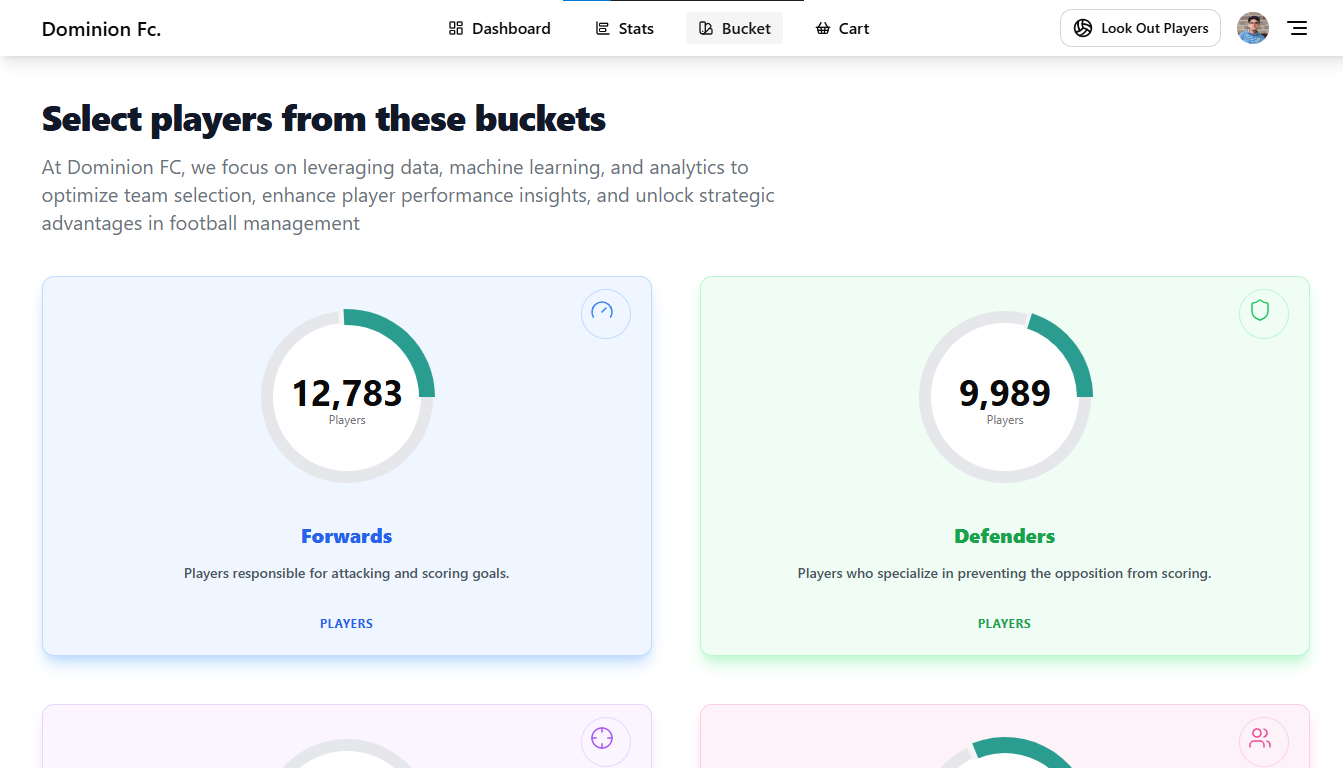 Dominion Fc.
Dashboard
Stats
Bucket
Cart
Look Out Players
Select players from these buckets
At Dominion FC, we focus on leveraging data, machine learning, and analytics to
optimize team selection, enhance player performance insights, and unlock strategic
advantages in football management
12,783
Players
Forwards
Players responsible for attacking and scoring goals.
PLAYERS
9,989
Players
Defenders
Players who specialize in preventing the opposition from scoring.
PLAYERS